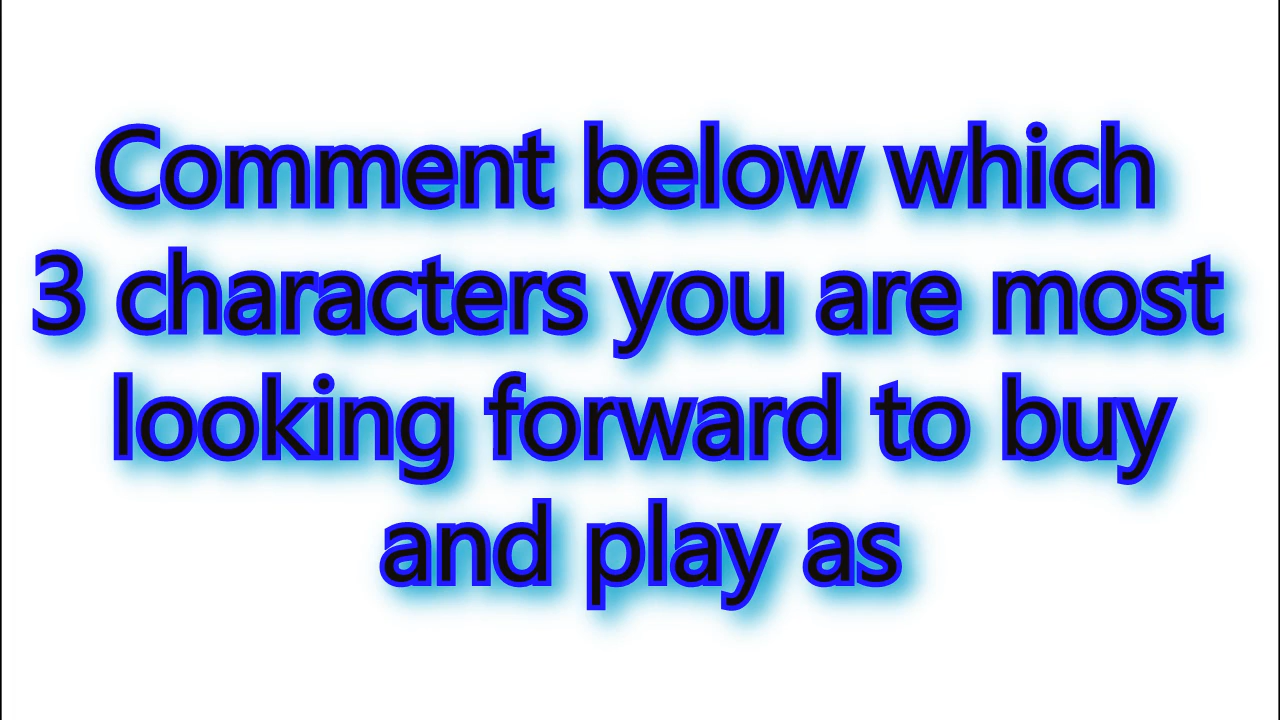 Comment below which
3 characters you are most
looking forward to buy
and play as